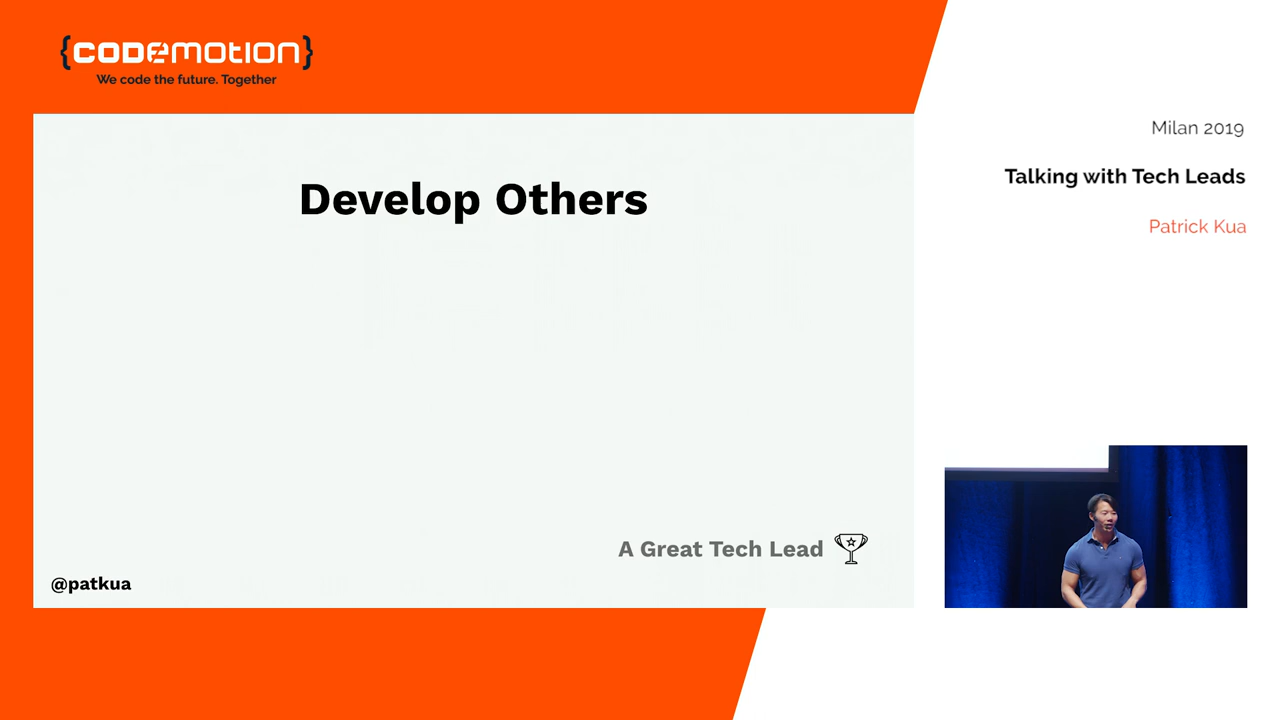 {CODEMOTION}
We code the future. Together
Milan 2019
Talking with Tech Leads
Patrick Kua
Develop Others
A Great Tech Lead
@patkua